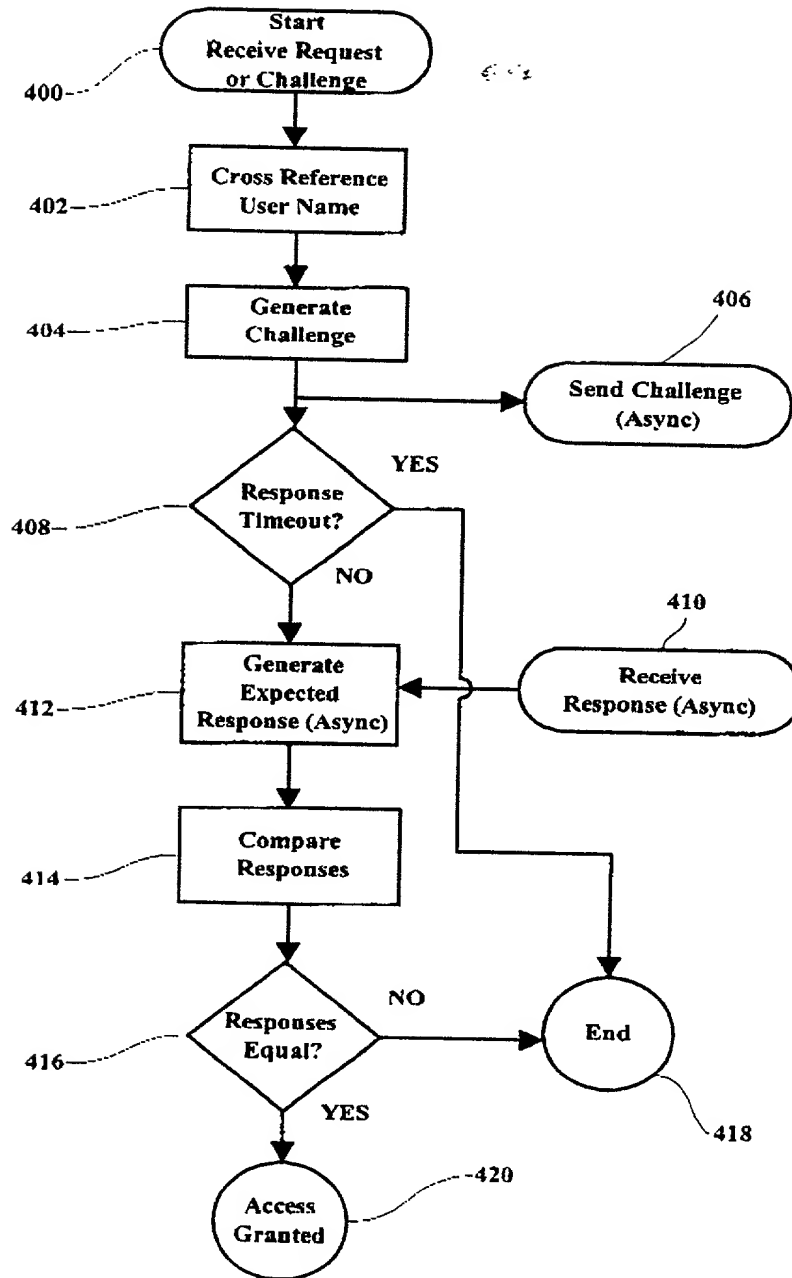 Start
Receive Request
or Challenge
400
Cross Reference
User Name
402
Generate
Challenge
404
406
Send Challenge
(Async)
YES
Response
Timeout?
408
NO
410
Generate
Expected
Response (Async)
Receive
Response (Async)
412
Compare
Responses
414
NO
Responses
Equal?
End
416
YES
418
420
Access
Granted